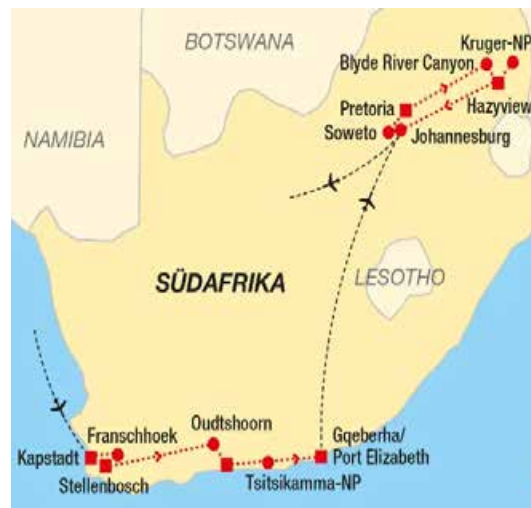 BOTSWANA
Kruger-NP
Blyde River Canyon
Hazyview
Pretoria
Soweto
Johannesburg
NAMIBIA
SÜDAFRIKA
LESOTHO
Oudtshoorn
Franschhoek
Kapstadt
Stellenbosch
Gqeberha/
Port Elizabeth
Tsitsikamma-NP